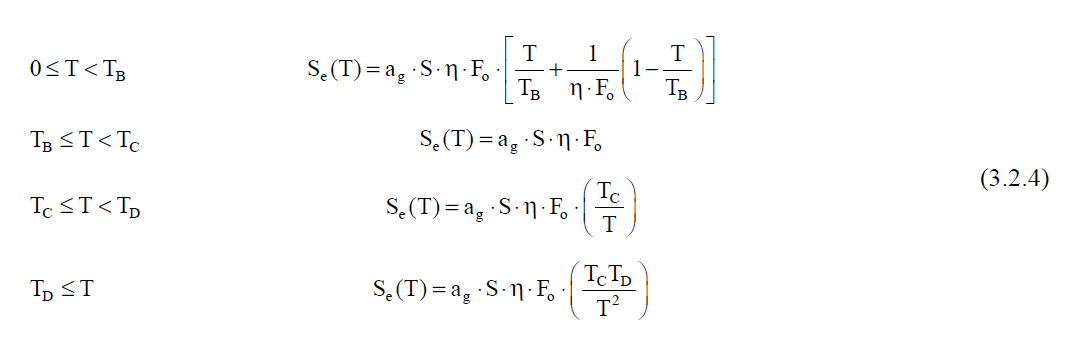 0 ≤ T < T_B    S_e(T) = a_g · S · η · F_o · [ T/T_B + 1/(η · F_o) ( 1 − T/T_B ) ]
T_B ≤ T < T_C    S_e(T) = a_g · S · η · F_o
(3.2.4)
T_C ≤ T < T_D    S_e(T) = a_g · S · η · F_o · ( T_C/T )
T_D ≤ T    S_e(T) = a_g · S · η · F_o · ( T_C T_D/T² )